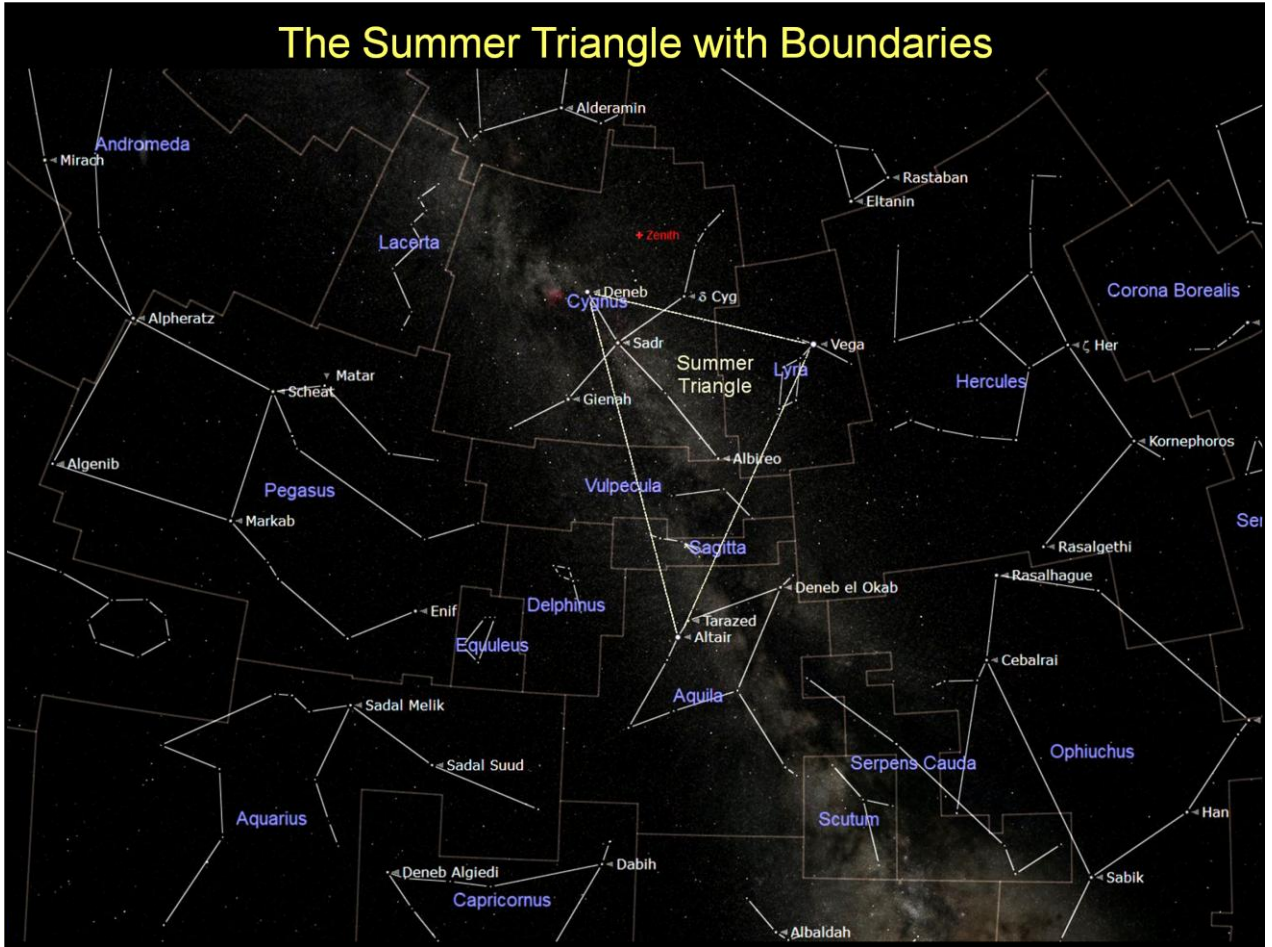 The Summer Triangle with Boundaries
Alderamin
Andromeda
Mirach
Rastaban
Eltanin
Zenith
Lacerta
Deneb
δ Cyg
Cygnus
Corona Borealis
Alpheratz
Sadr
Vega
ζ Her
Summer
Triangle
Lyra
Matar
Scheat
Hercules
Gienah
Kornephoros
Algenib
Albireo
Vulpecula
Pegasus
Markab
Ser
Sagitta
Rasalgethi
Rasalhague
Deneb el Okab
Delphinus
Enif
Tarazed
Altair
Equuleus
Cebalrai
Aquila
Sadal Melik
Ophiuchus
Sadal Suud
Serpens Cauda
Aquarius
Scutum
Han
Dabih
Deneb Algiedi
Sabik
Capricornus
Albaldah